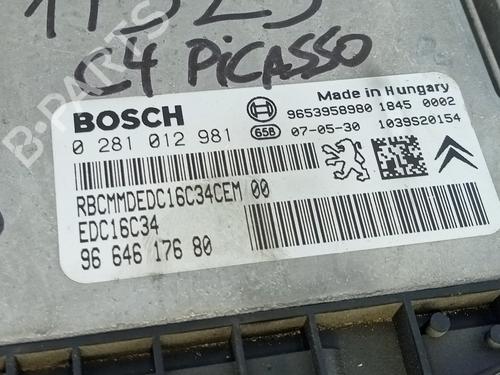 C4 PICASSO
B-PARTS
Made in Hungary
BOSCH
9653958980 1845 0002
0 281 012 981
658
07-05-30
1039S20154
RBCMMDEDC16C34CEM 00
EDC16C34
96 646 176 80